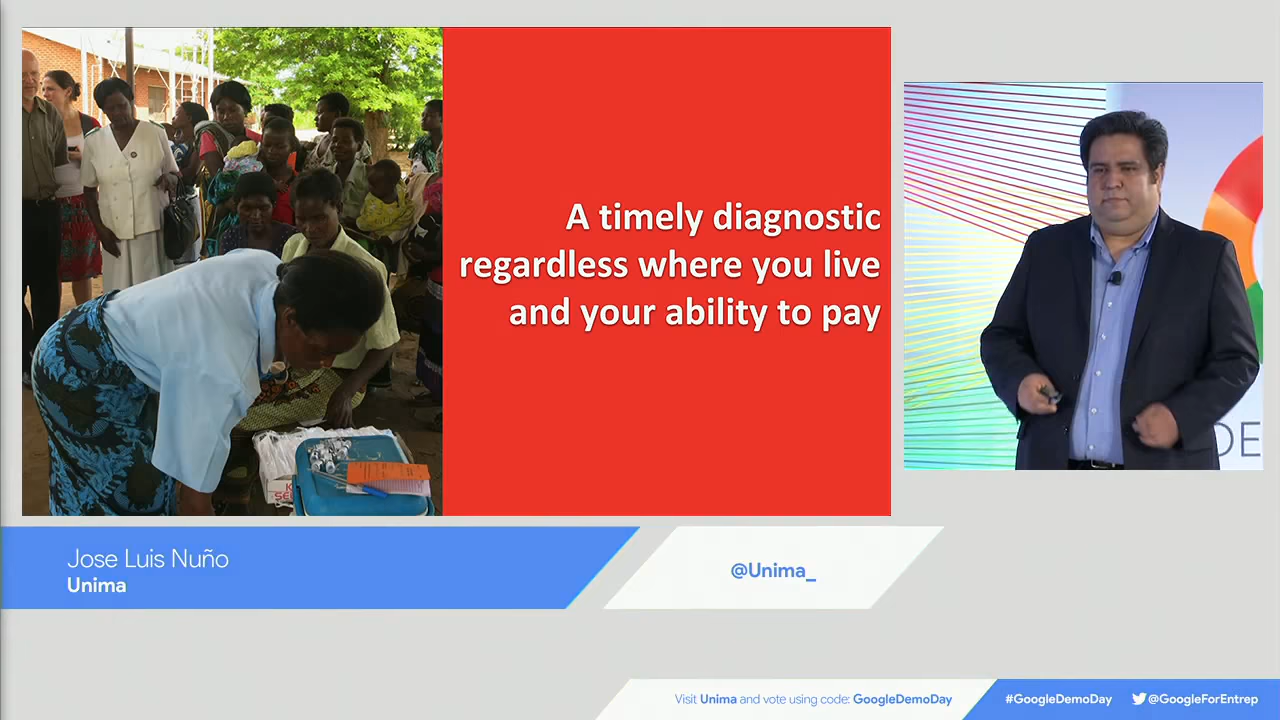 A timely diagnostic
regardless where you live
and your ability to pay
DE
Jose Luis Nuño
Unima
@Unima_
Visit Unima and vote using code: GoogleDemoDay
#GoogleDemoDay
@GoogleForEntrep